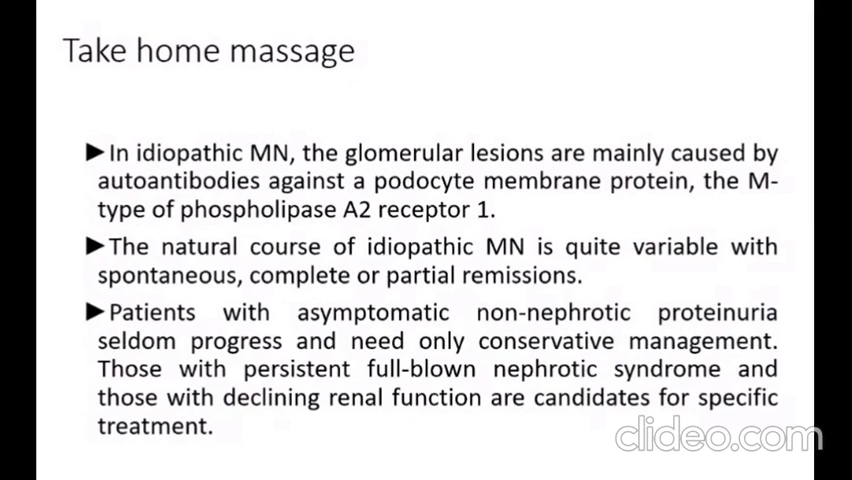 Take home massage
►In idiopathic MN, the glomerular lesions are mainly caused by
autoantibodies against a podocyte membrane protein, the M-
type of phospholipase A2 receptor 1.
►The natural course of idiopathic MN is quite variable with
spontaneous, complete or partial remissions.
►Patients with asymptomatic non-nephrotic proteinuria
seldom progress and need only conservative management.
Those with persistent full-blown nephrotic syndrome and
those with declining renal function are candidates for specific
treatment.
clideo.com